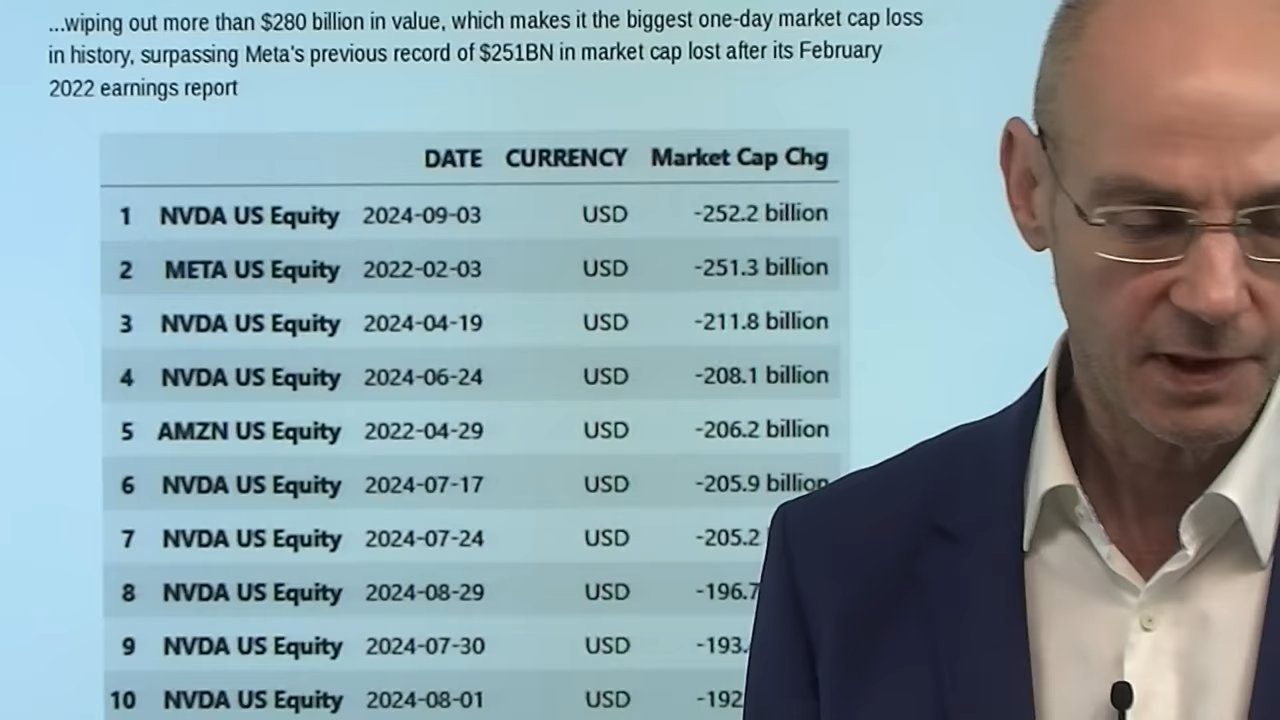 ...wiping out more than $280 billion in value, which makes it the biggest one-day market cap loss
in history, surpassing Meta's previous record of $251BN in market cap lost after its February
2022 earnings report
DATE CURRENCY Market Cap Chg
1 NVDA US Equity 2024-09-03 USD -252.2 billion
2 META US Equity 2022-02-03 USD -251.3 billion
3 NVDA US Equity 2024-04-19 USD -211.8 billion
4 NVDA US Equity 2024-06-24 USD -208.1 billion
5 AMZN US Equity 2022-04-29 USD -206.2 billion
6 NVDA US Equity 2024-07-17 USD -205.9 billion
7 NVDA US Equity 2024-07-24 USD -205.2
8 NVDA US Equity 2024-08-29 USD -196.7
9 NVDA US Equity 2024-07-30 USD -193.
10 NVDA US Equity 2024-08-01 USD -192